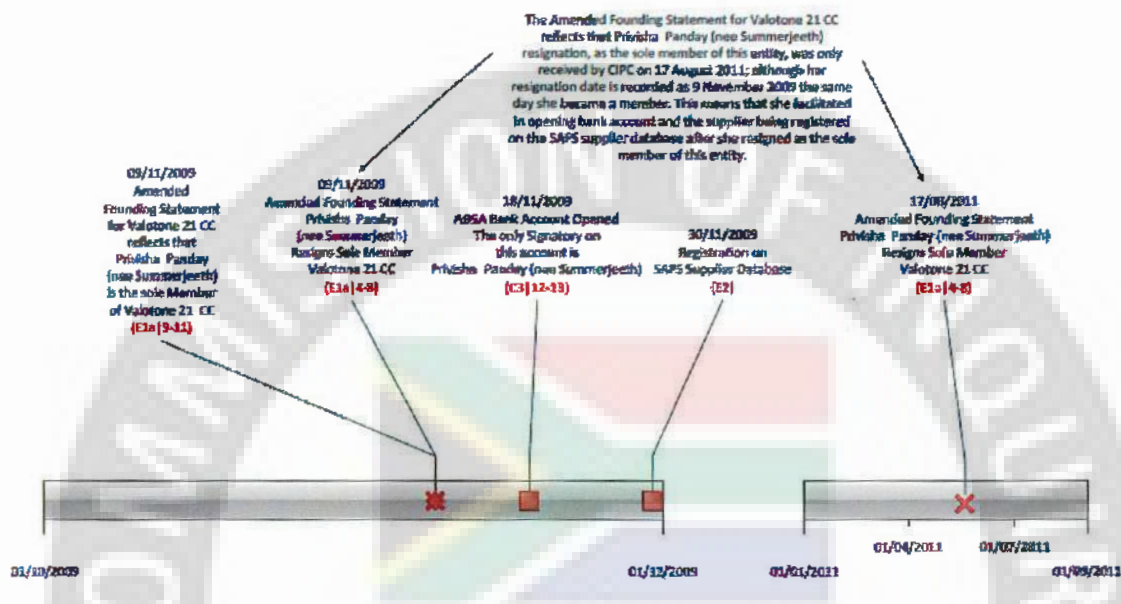 The Amended Founding Statement for Valotone 21 CC
reflects that Privisha Panday (nee Summerjeeth)
resignation, as the sole member of this entity, was only
received by CIPC on 17 August 2011; although her
resignation date is recorded as 9 November 2009 the same
day she became a member. This means that she facilitated
in opening bank account and the supplier being registered
on the SAPS supplier database after she resigned as the sole
member of this entity.
09/11/2009
Amended
Founding Statement
for Valotone 21 CC
reflects that
Privisha Panday
(nee Summerjeeth)
is the sole Member
of Valotone 21 CC
(E1a|9-11)
09/11/2009
Amended Founding Statement
Privisha Panday
(nee Summerjeeth)
Resigns Sole Member
Valotone 21 CC
(E1a|4-8)
18/11/2009
ABSA Bank Account Opened
The only Signatory on
this account is
Privisha Panday (nee Summerjeeth)
(C3|12-13)
30/11/2009
Registration on
SAPS Supplier Database
(E2)
17/08/2011
Amended Founding Statement
Privisha Panday (nee Summerjeeth)
Resigns Sole Member
Valotone 21 CC
(E1a|4-8)
01/10/2009
01/12/2009
01/01/2011
01/04/2011
01/07/2011
01/09/2011